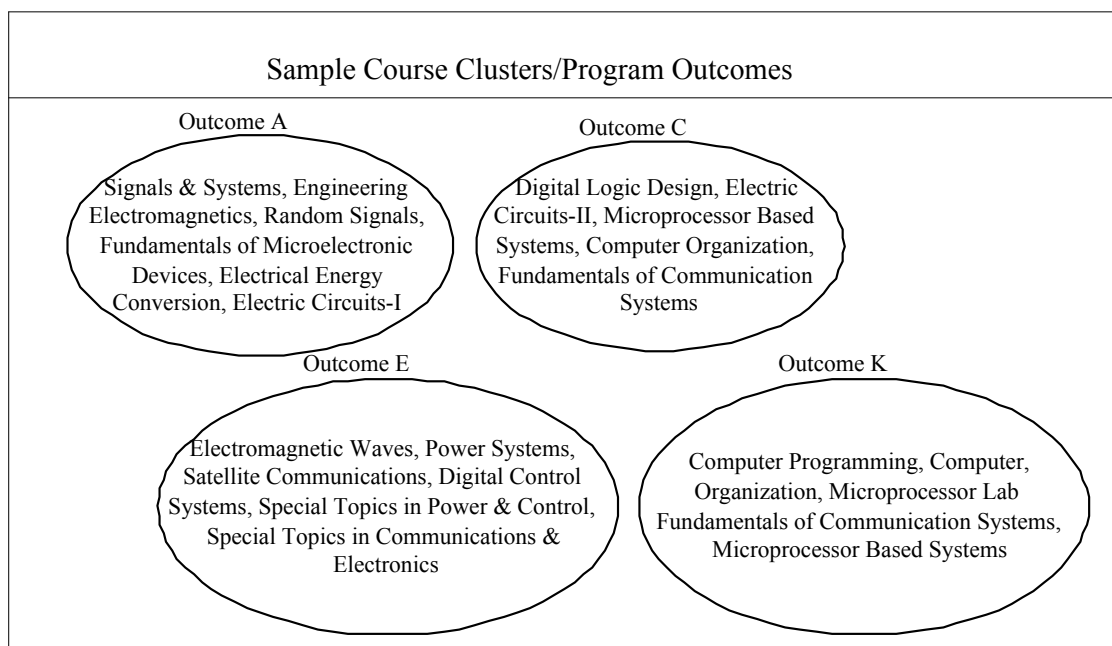 Sample Course Clusters/Program Outcomes
Outcome A
Signals & Systems, Engineering
Electromagnetics, Random Signals,
Fundamentals of Microelectronic
Devices, Electrical Energy
Conversion, Electric Circuits-I
Outcome C
Digital Logic Design, Electric
Circuits-II, Microprocessor Based
Systems, Computer Organization,
Fundamentals of Communication
Systems
Outcome E
Electromagnetic Waves, Power Systems,
Satellite Communications, Digital Control
Systems, Special Topics in Power & Control,
Special Topics in Communications &
Electronics
Outcome K
Computer Programming, Computer,
Organization, Microprocessor Lab
Fundamentals of Communication Systems,
Microprocessor Based Systems